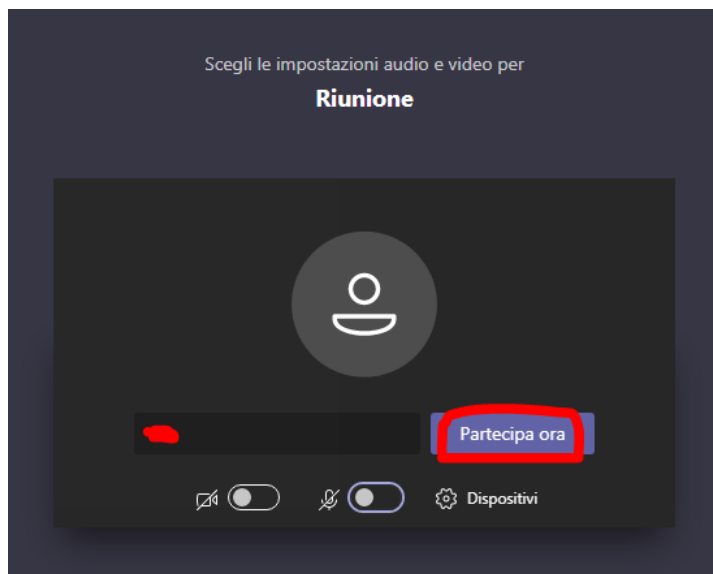 Scegli le impostazioni audio e video per
Riunione
Partecipa ora
Dispositivi